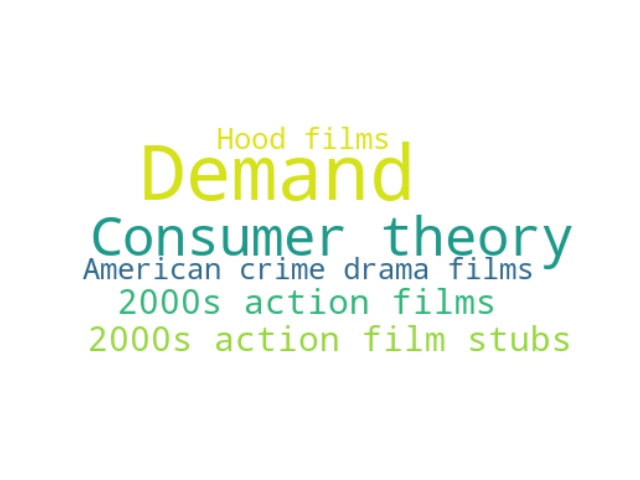 Hood films
Demand
Consumer theory
American crime drama films
2000s action films
2000s action film stubs